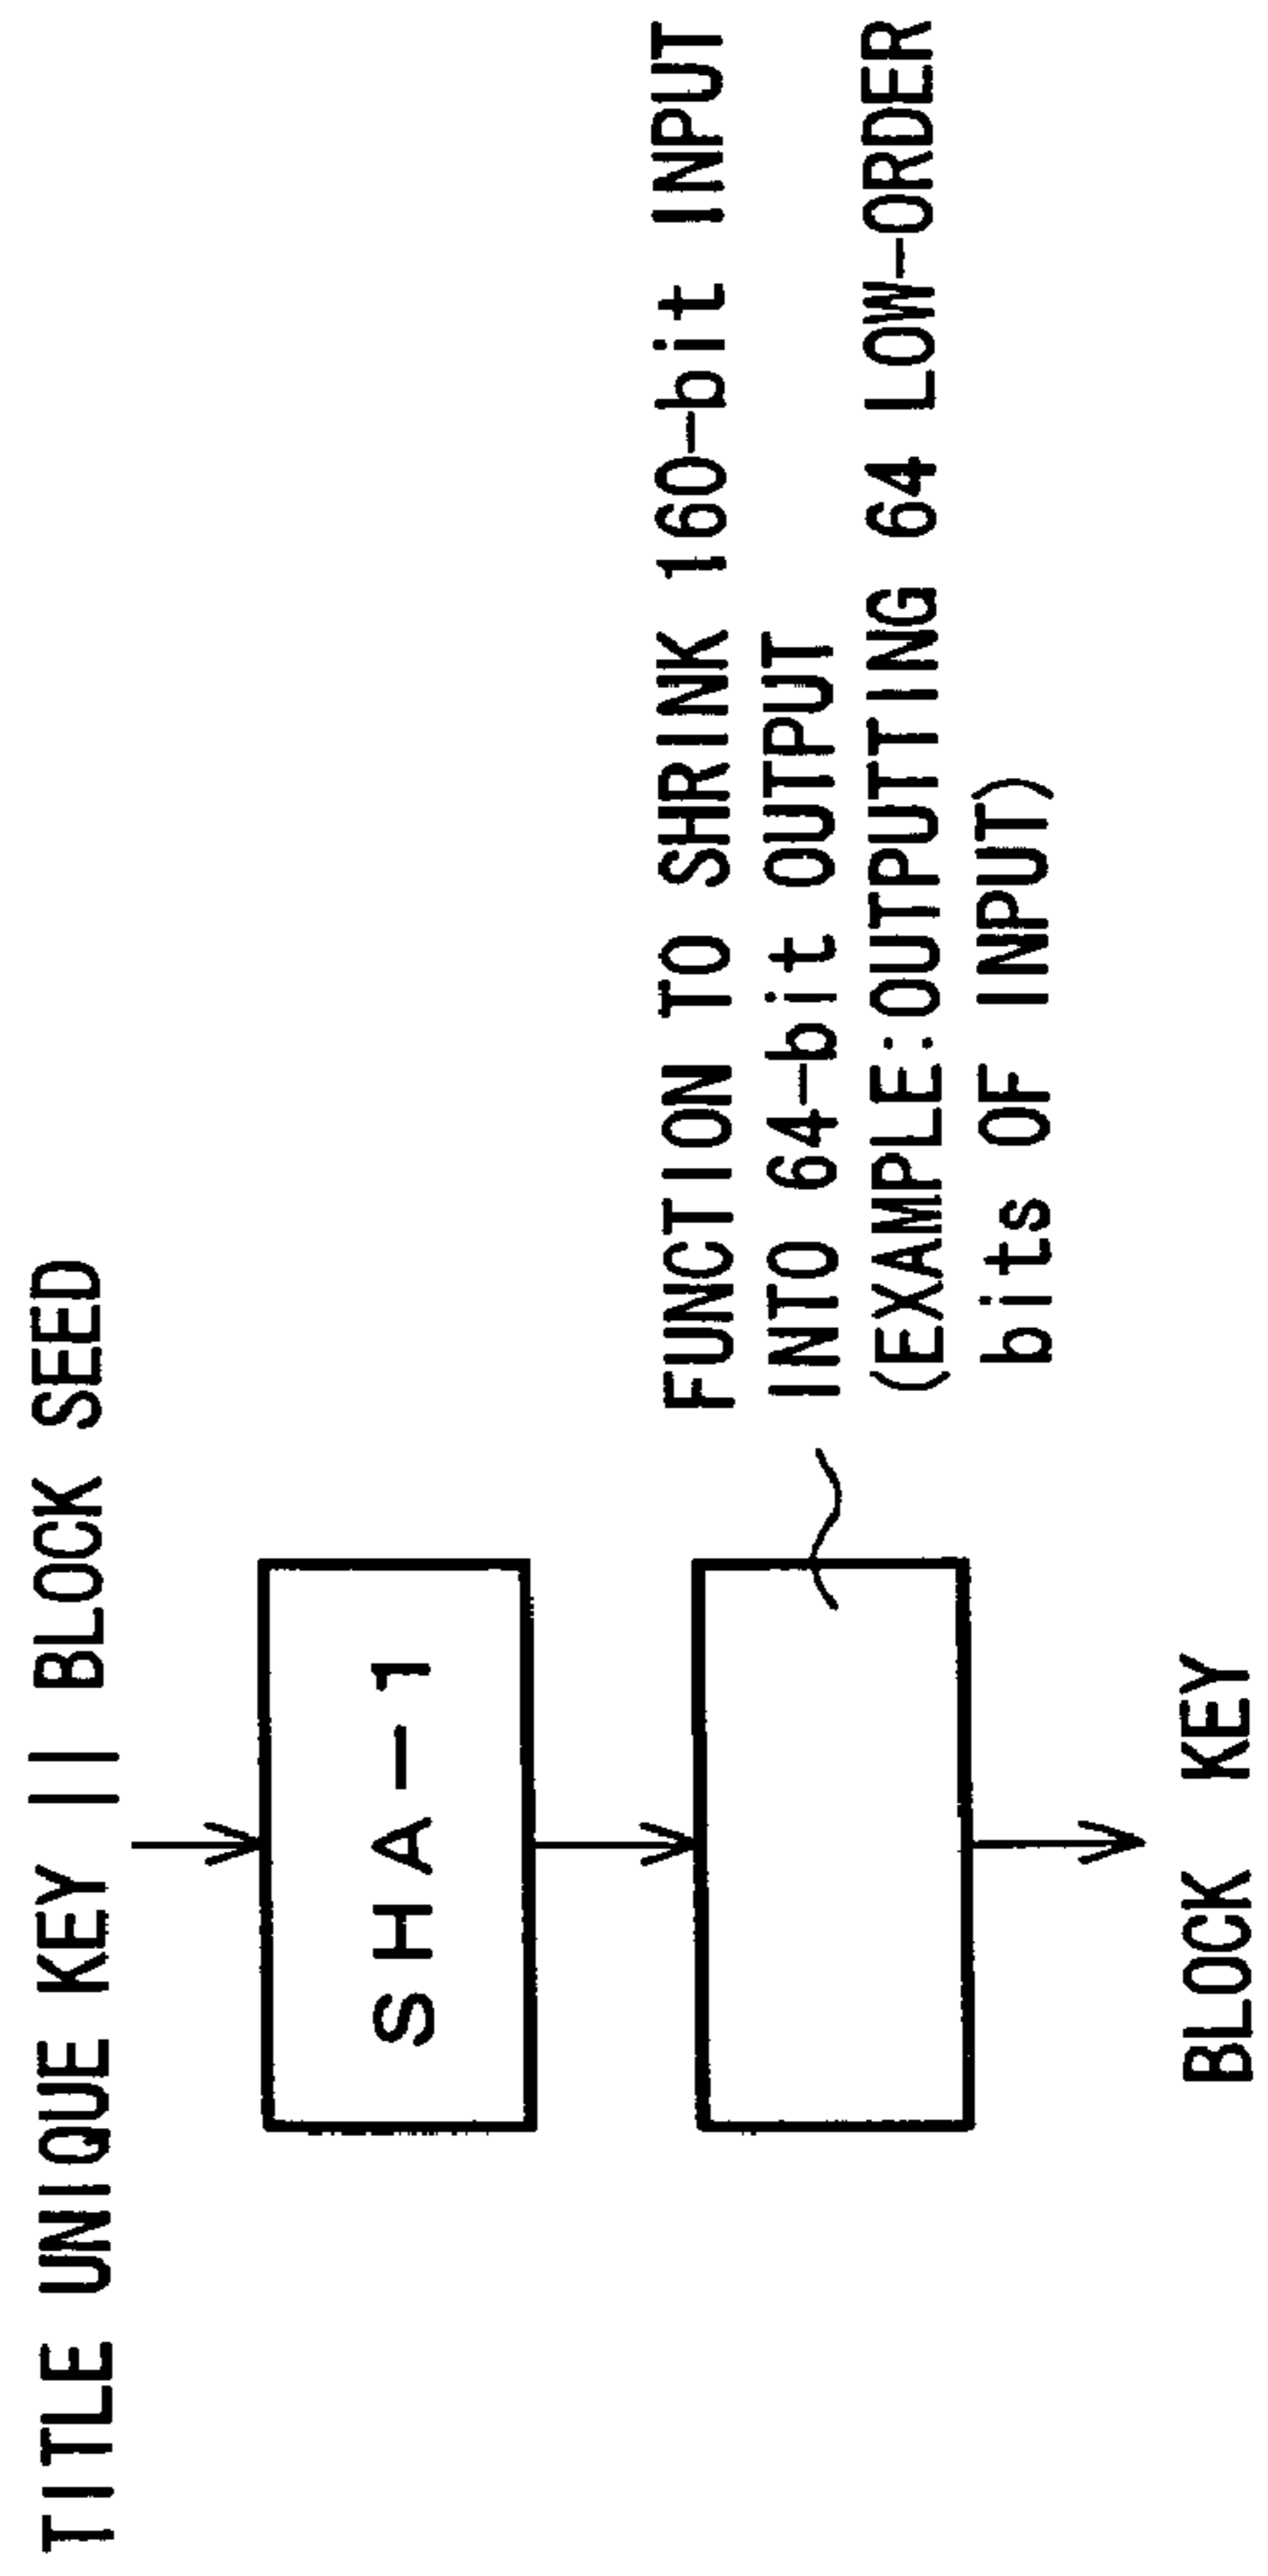 TITLE UNIQUE KEY || BLOCK SEED
SHA-1
FUNCTION TO SHRINK 160-bit INPUT
INTO 64-bit OUTPUT
(EXAMPLE:OUTPUTTING 64 LOW-ORDER
bits OF INPUT)
BLOCK KEY